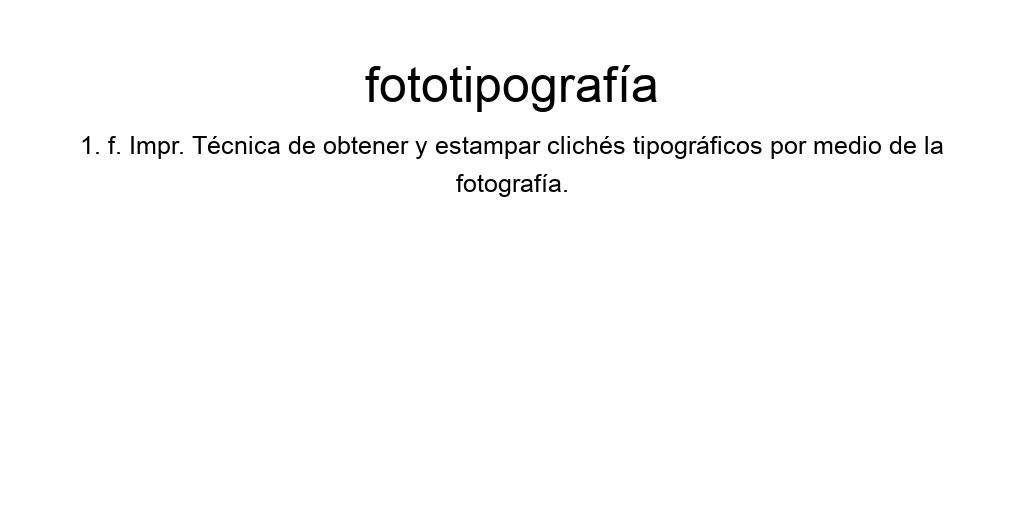 fototipografía
1. f. Impr. Técnica de obtener y estampar clichés tipográficos por medio de la
fotografía.